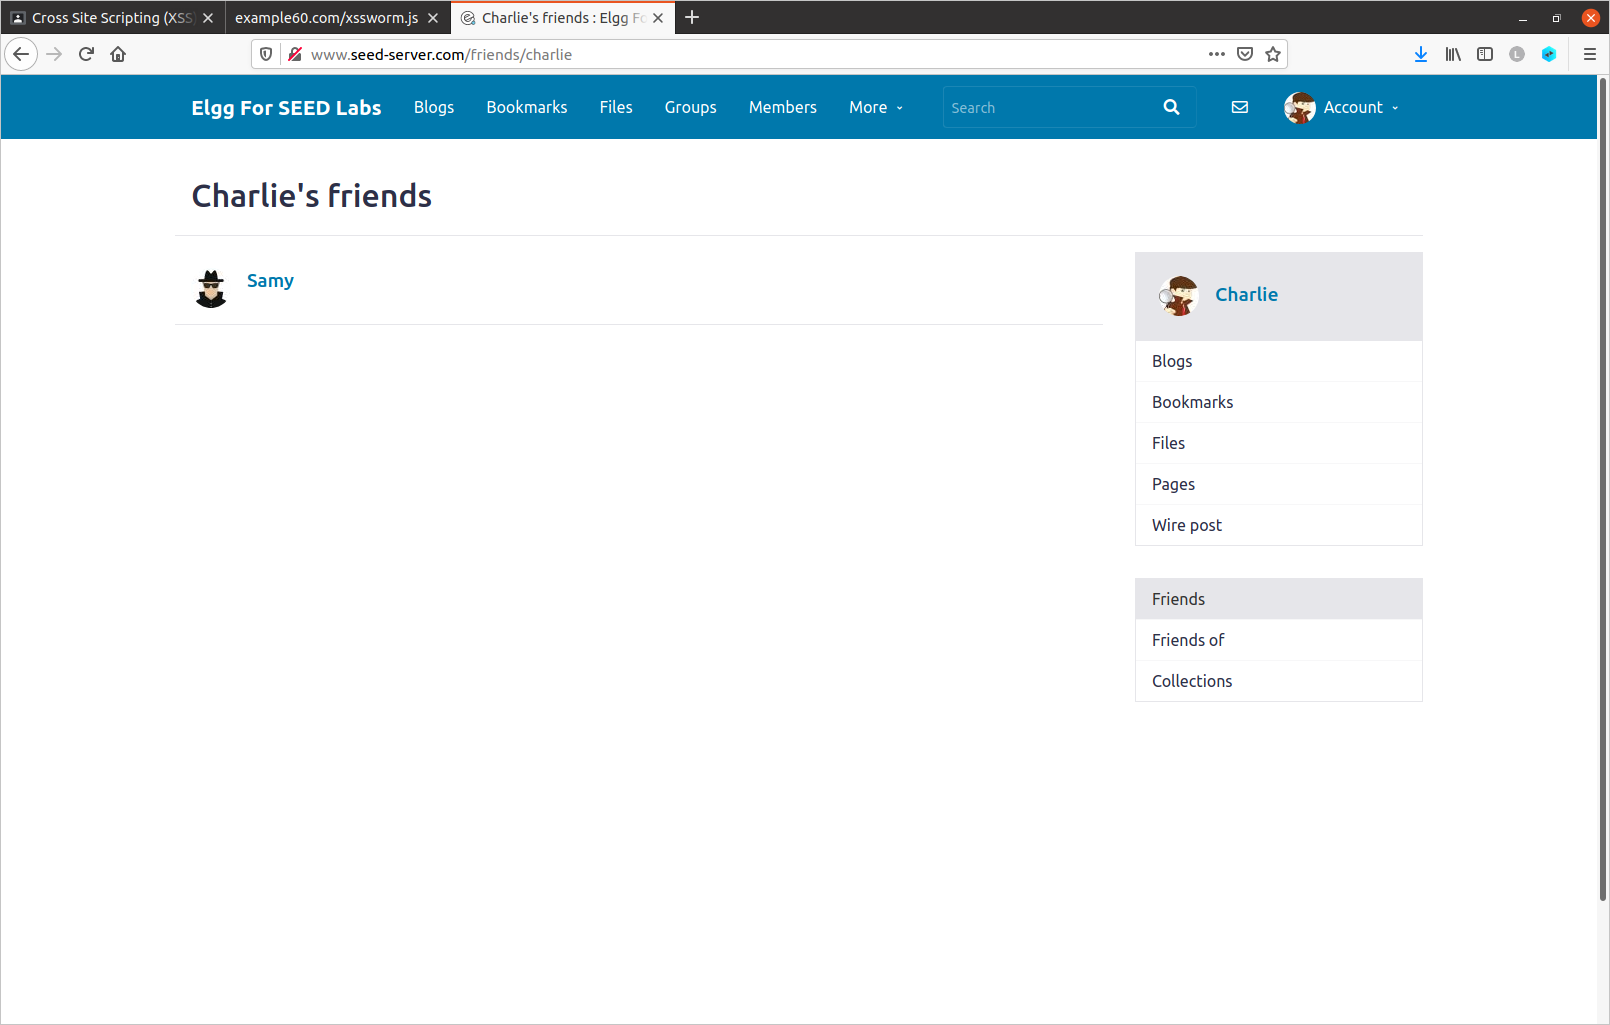 Cross Site Scripting (XSS)
example60.com/xssworm.js
Charlie's friends : Elgg Fo
www.seed-server.com/friends/charlie
Elgg For SEED Labs Blogs Bookmarks Files Groups Members More Search Account
Charlie's friends
Samy
Charlie
Blogs
Bookmarks
Files
Pages
Wire post
Friends
Friends of
Collections